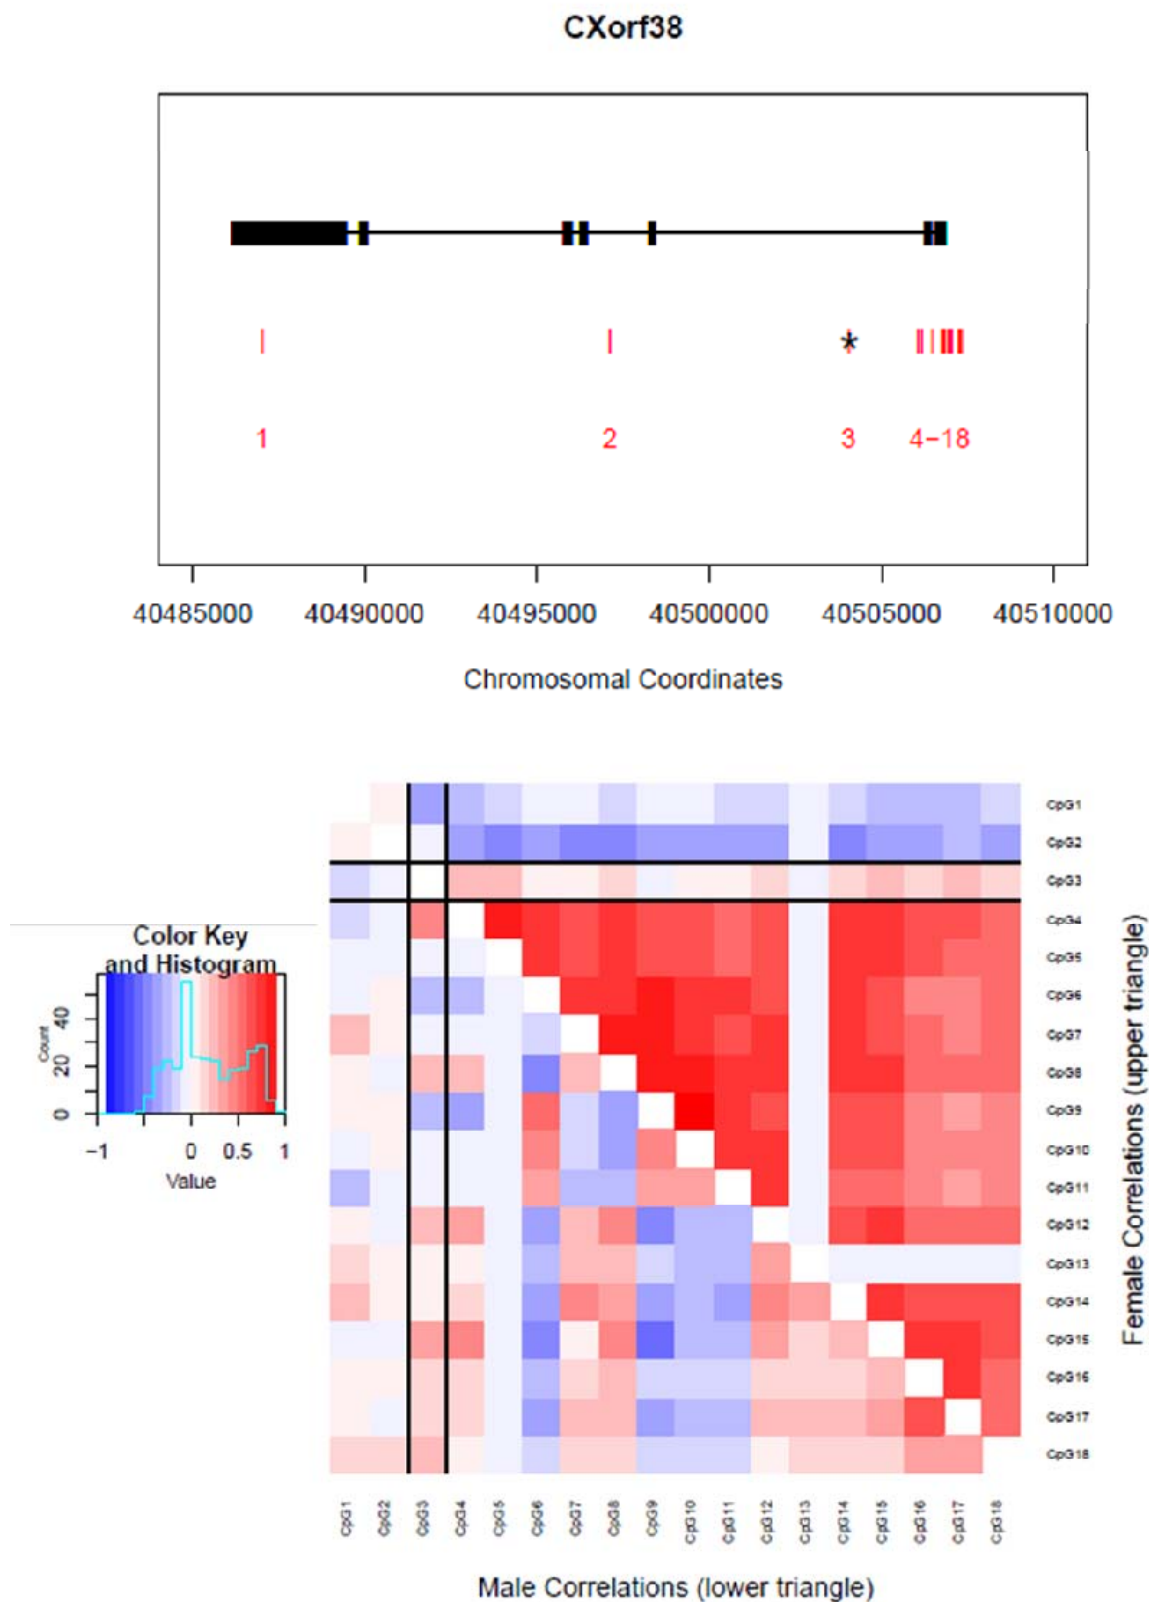 CXorf38
*
1 2 3 4-18
40485000 40490000 40495000 40500000 40505000 40510000
Chromosomal Coordinates
Color Key
and Histogram
Count
0 20 40
-1 0 0.5 1
Value
CpG1
CpG2
CpG3
CpG4
CpG5
CpG6
CpG7
CpG8
CpG9
CpG10
CpG11
CpG12
CpG13
CpG14
CpG15
CpG16
CpG17
CpG18
Female Correlations (upper triangle)
CpG1 CpG2 CpG3 CpG4 CpG5 CpG6 CpG7 CpG8 CpG9 CpG10 CpG11 CpG12 CpG13 CpG14 CpG15 CpG16 CpG17 CpG18
Male Correlations (lower triangle)